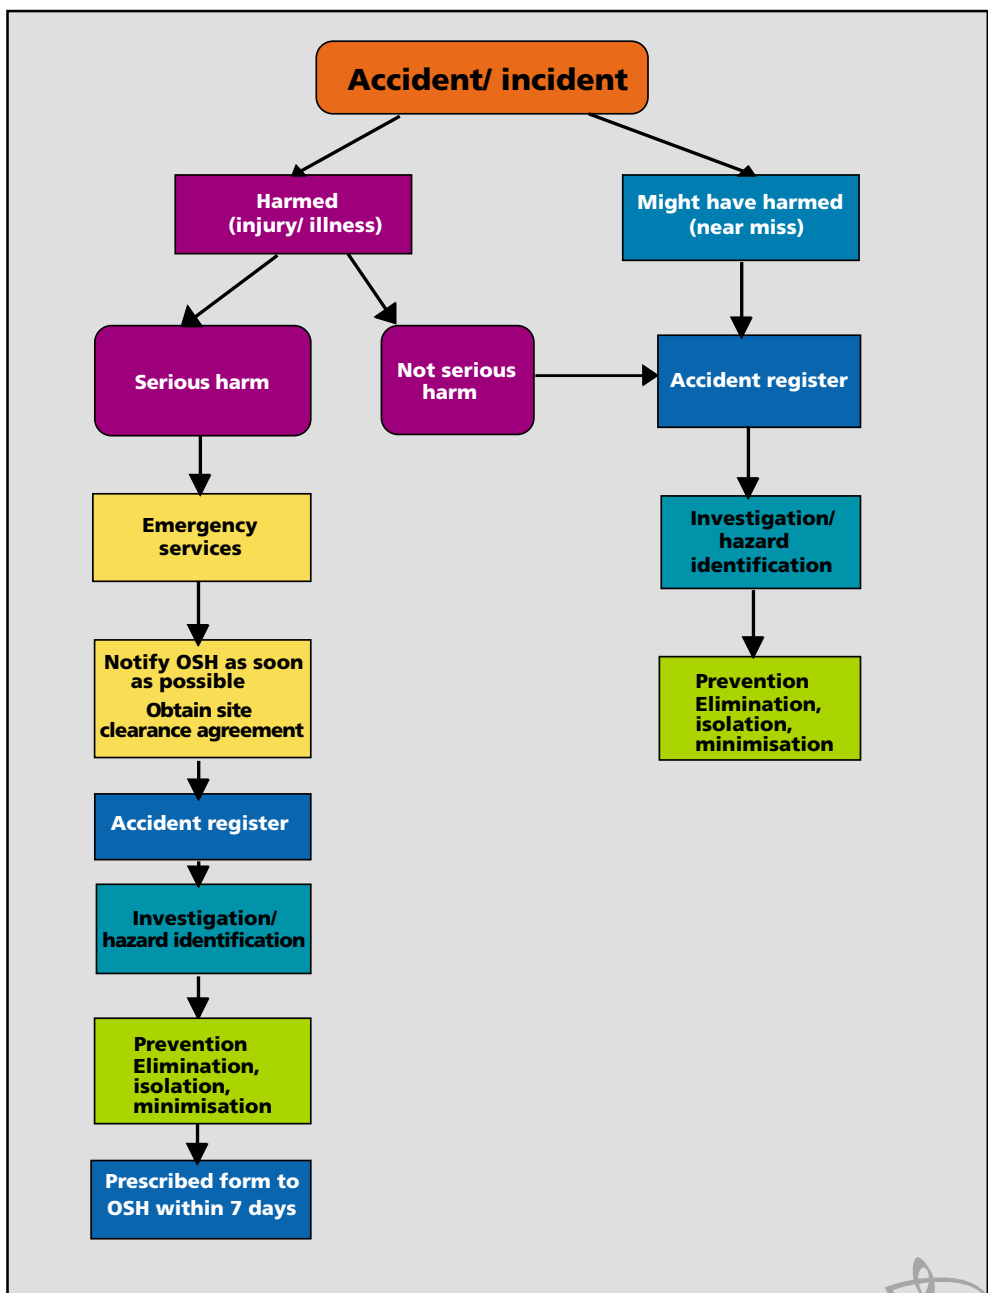 Accident/ incident
Harmed
(injury/ illness)
Might have harmed
(near miss)
Serious harm
Not serious
harm
Accident register
Emergency
services
Investigation/
hazard
identification
Notify OSH as soon
as possible
Obtain site
clearance agreement
Prevention
Elimination,
isolation,
minimisation
Accident register
Investigation/
hazard identification
Prevention
Elimination,
isolation,
minimisation
Prescribed form to
OSH within 7 days